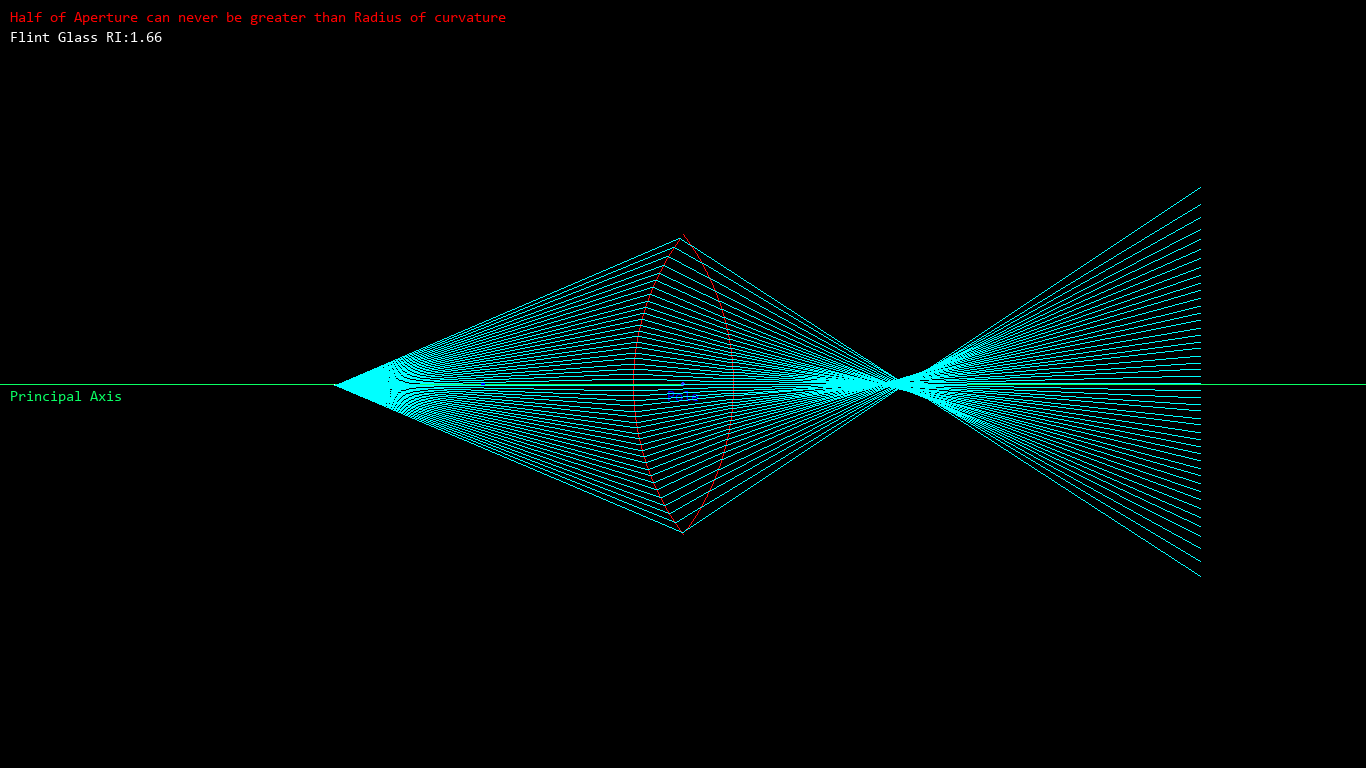 Half of Aperture can never be greater than Radius of curvature
Flint Glass RI:1.66
Principal Axis